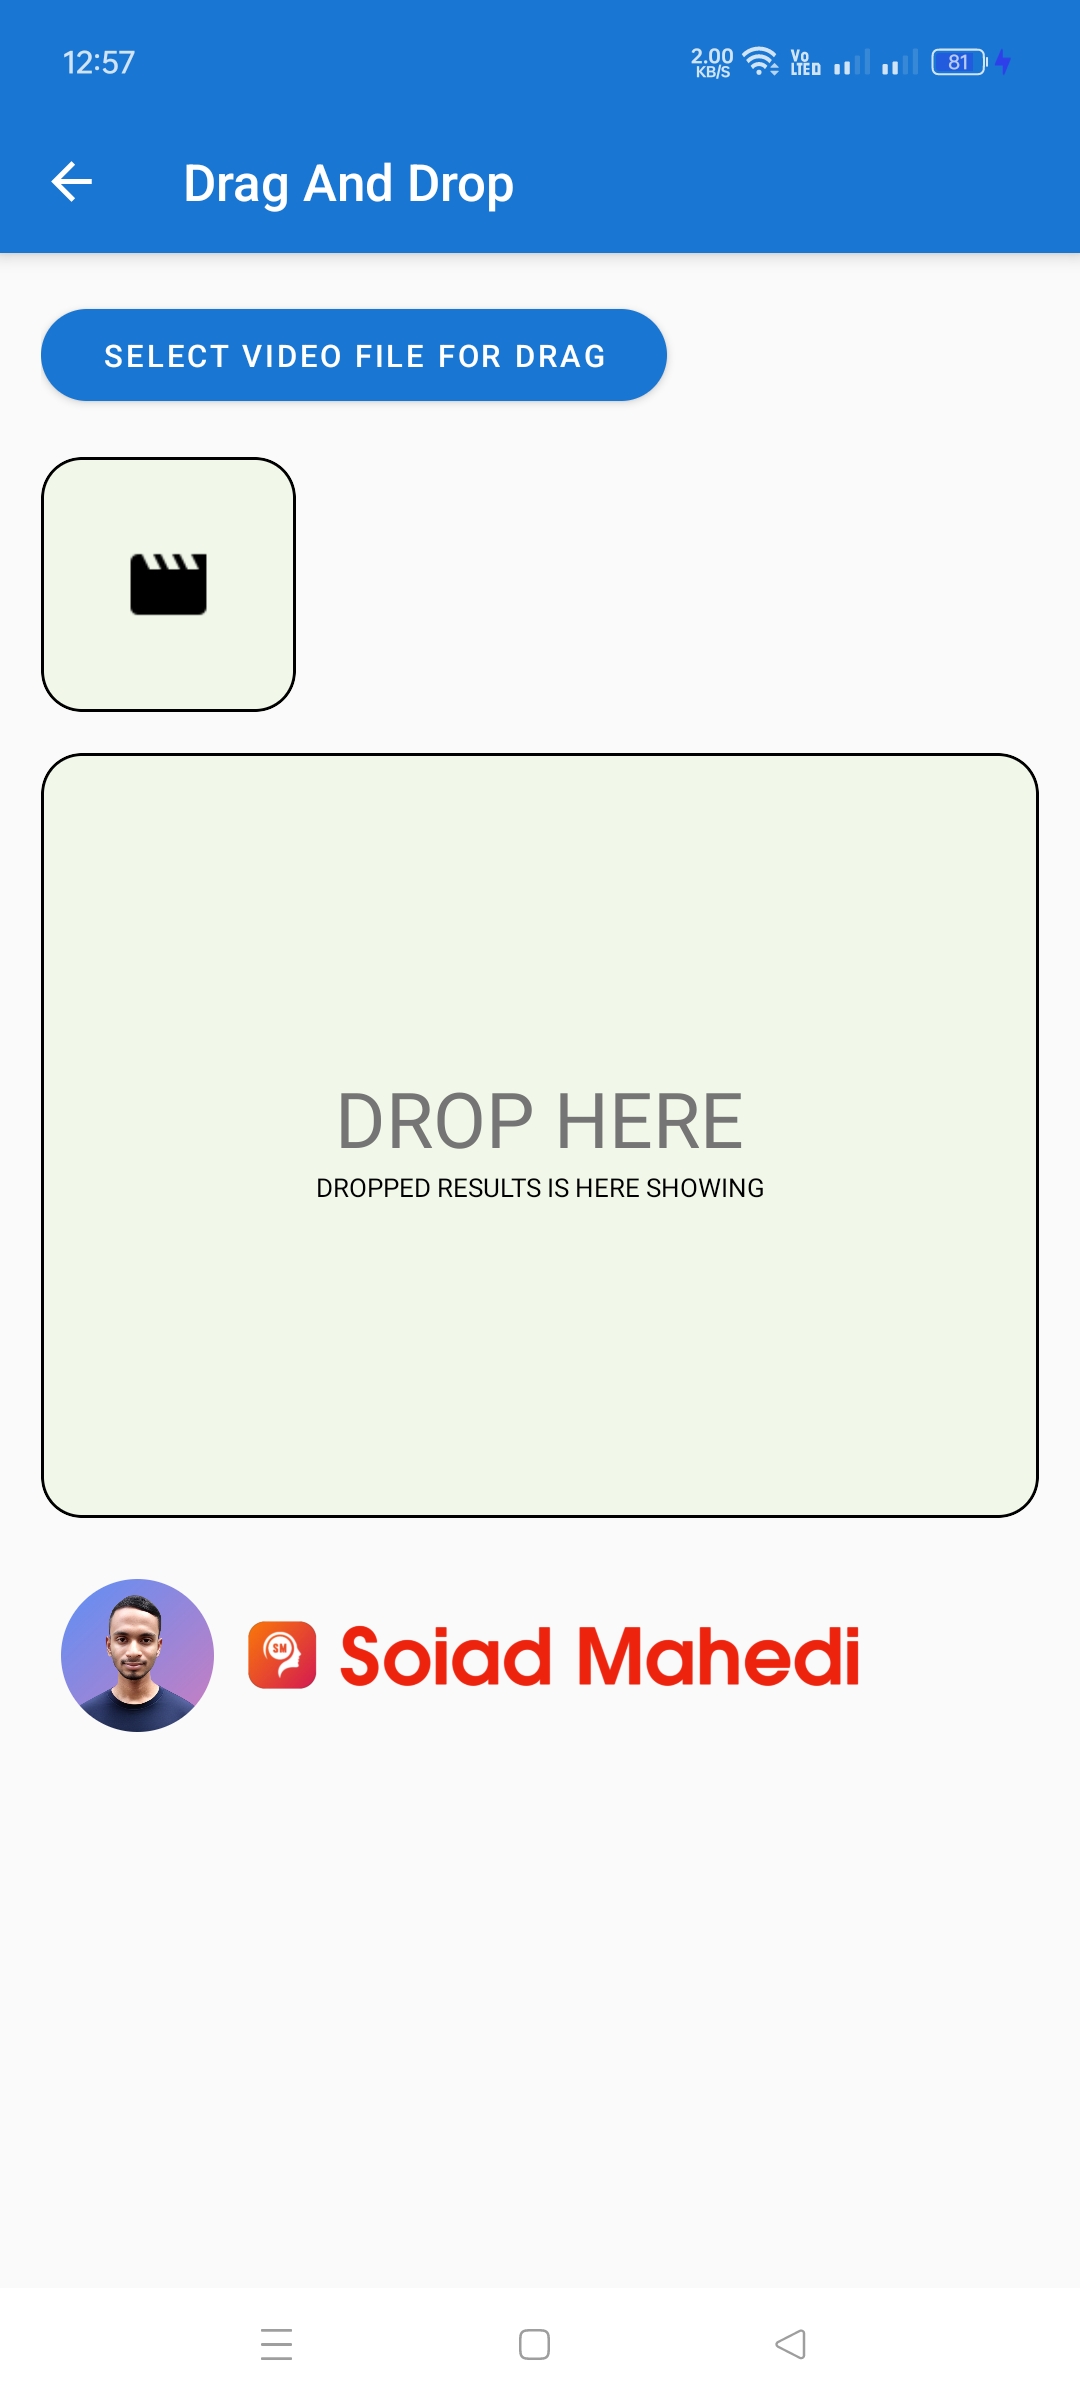 12:57
2.00
KB/S
Vo
LTED
81
Drag And Drop
SELECT VIDEO FILE FOR DRAG
DROP HERE
DROPPED RESULTS IS HERE SHOWING
SM
Soiad Mahedi